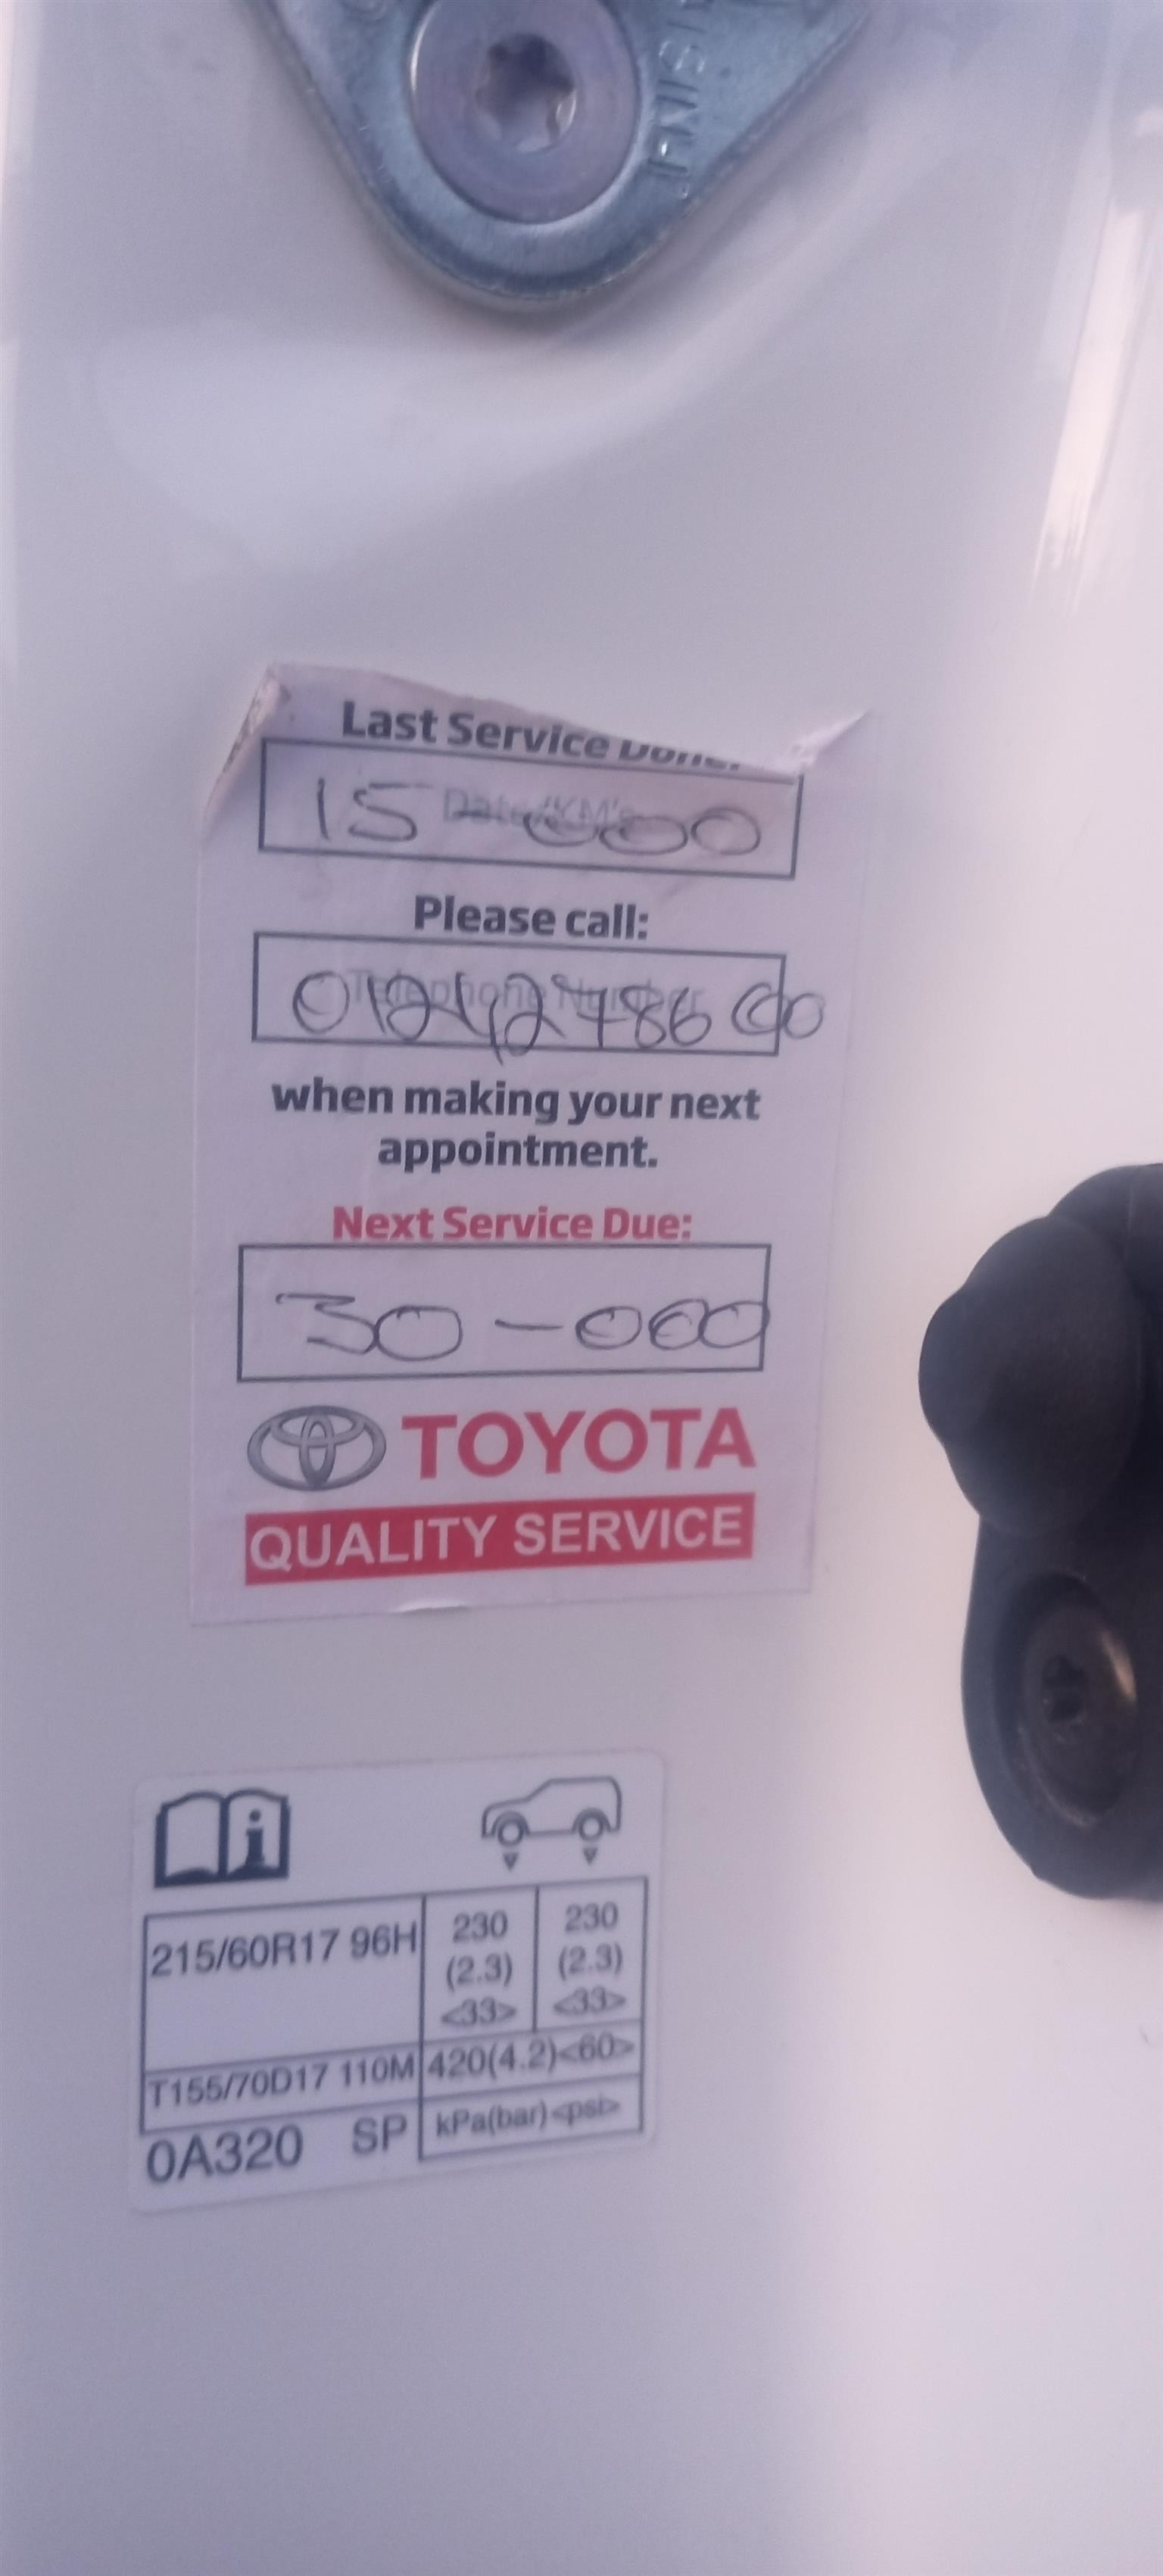 Last Service Done:
15-000
Please call:
when making your next
appointment.
Next Service Due:
30-000
TOYOTA
QUALITY SERVICE
i
215/60R17 96H 230 230
(2.3) (2.3)
<33> <33>
T155/70D17 110M 420(4.2)<60>
0A320 SP kPa(bar)<psi>